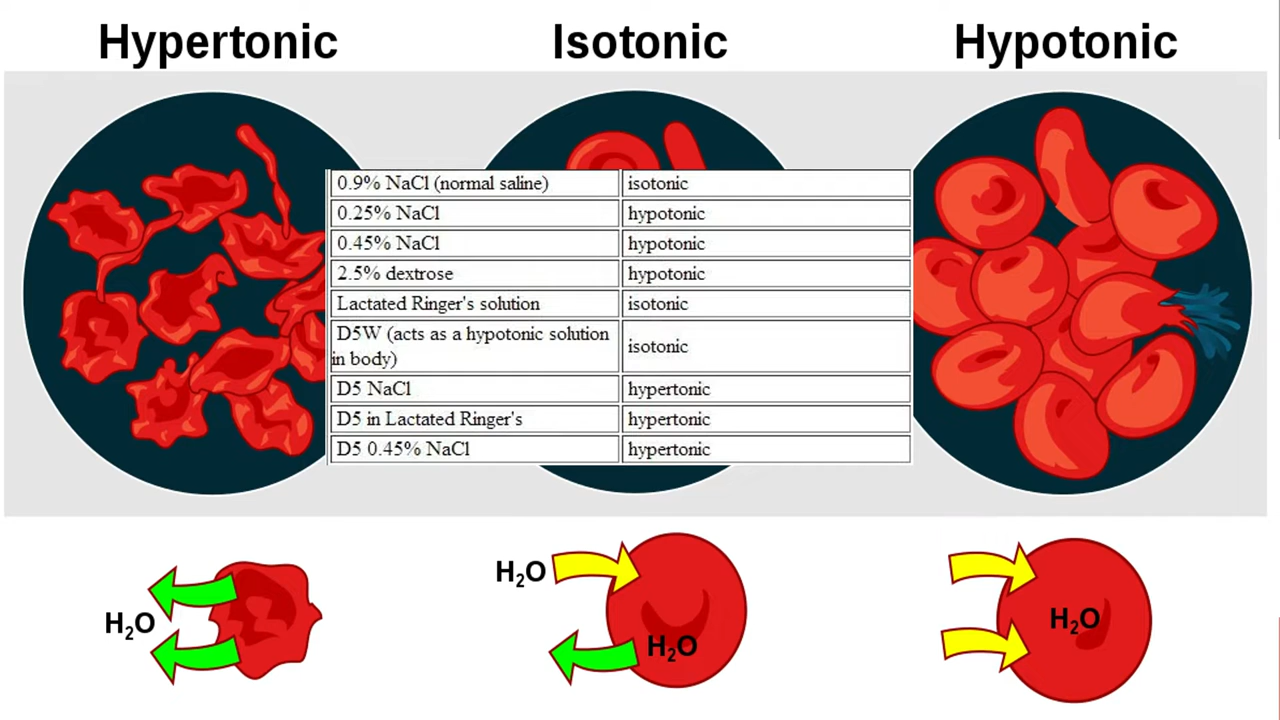 Hypertonic
Isotonic
Hypotonic
0.9% NaCl (normal saline) isotonic
0.25% NaCl hypotonic
0.45% NaCl hypotonic
2.5% dextrose hypotonic
Lactated Ringer's solution isotonic
D5W (acts as a hypotonic solution
in body) isotonic
D5 NaCl hypertonic
D5 in Lactated Ringer's hypertonic
D5 0.45% NaCl hypertonic
H₂O
H₂O
H₂O
H₂O